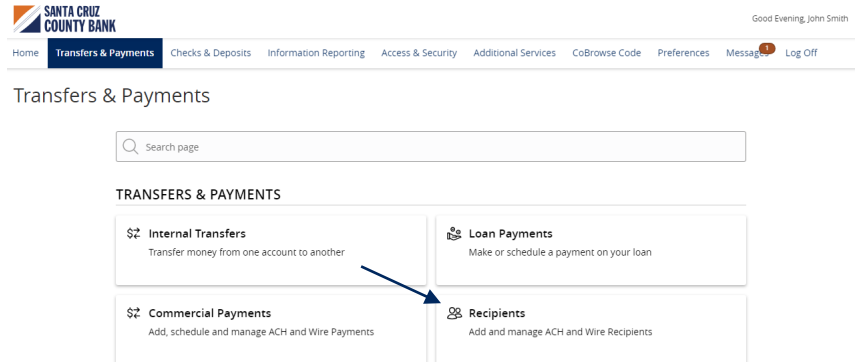 SANTA CRUZ
COUNTY BANK
Good Evening, John Smith
Home Transfers & Payments Checks & Deposits Information Reporting Access & Security Additional Services CoBrowse Code Preferences Messages 1 Log Off
Transfers & Payments
Search page
TRANSFERS & PAYMENTS
Internal Transfers
Transfer money from one account to another
Loan Payments
Make or schedule a payment on your loan
Commercial Payments
Add, schedule and manage ACH and Wire Payments
Recipients
Add and manage ACH and Wire Recipients